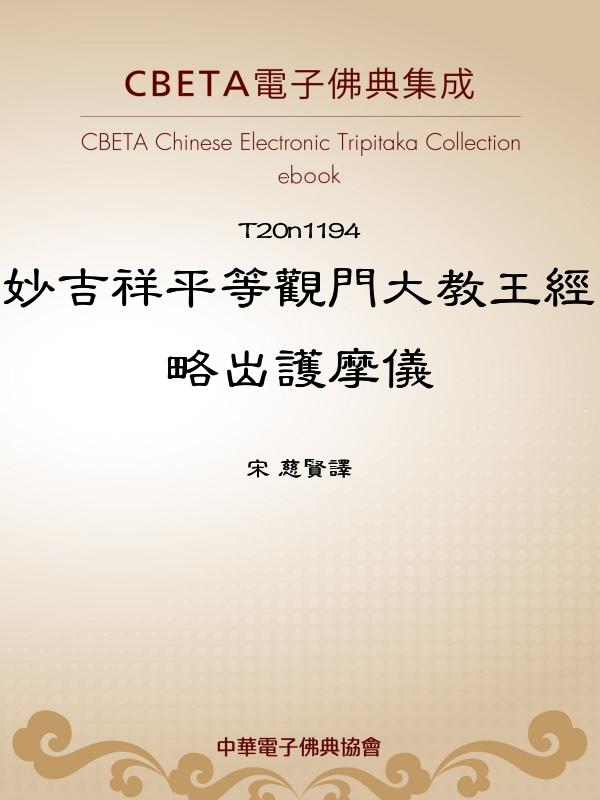 CBETA電子佛典集成
CBETA Chinese Electronic Tripitaka Collection
ebook
T20n1194
妙吉祥平等觀門大教王經
略出護摩儀
宋 慈賢譯
中華電子佛典協會